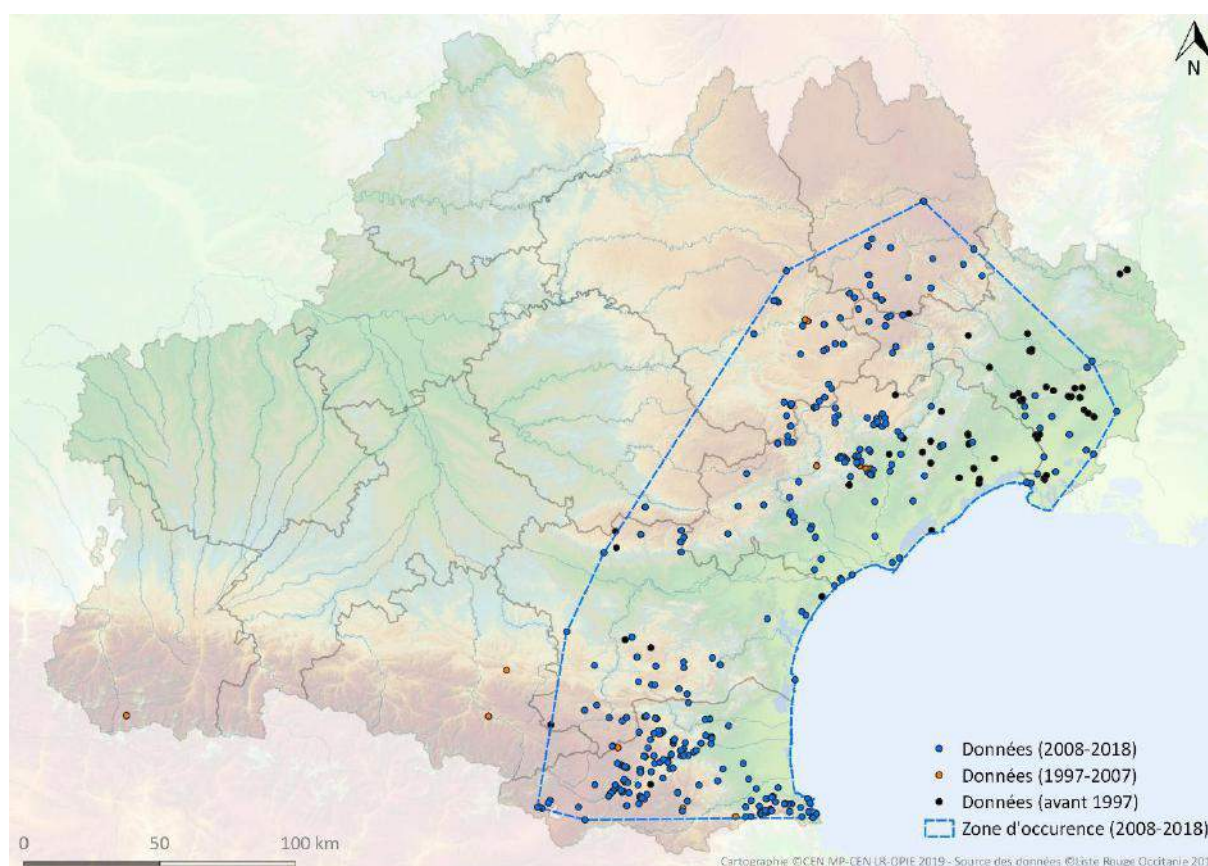 N
Données (2008-2018)
Données (1997-2007)
Données (avant 1997)
Zone d'occurence (2008-2018)
0 50 100 km
Cartographie ©CEN MP-CEN LR-OPIE 2019 - Source des données ©Liste Rouge Occitanie 201